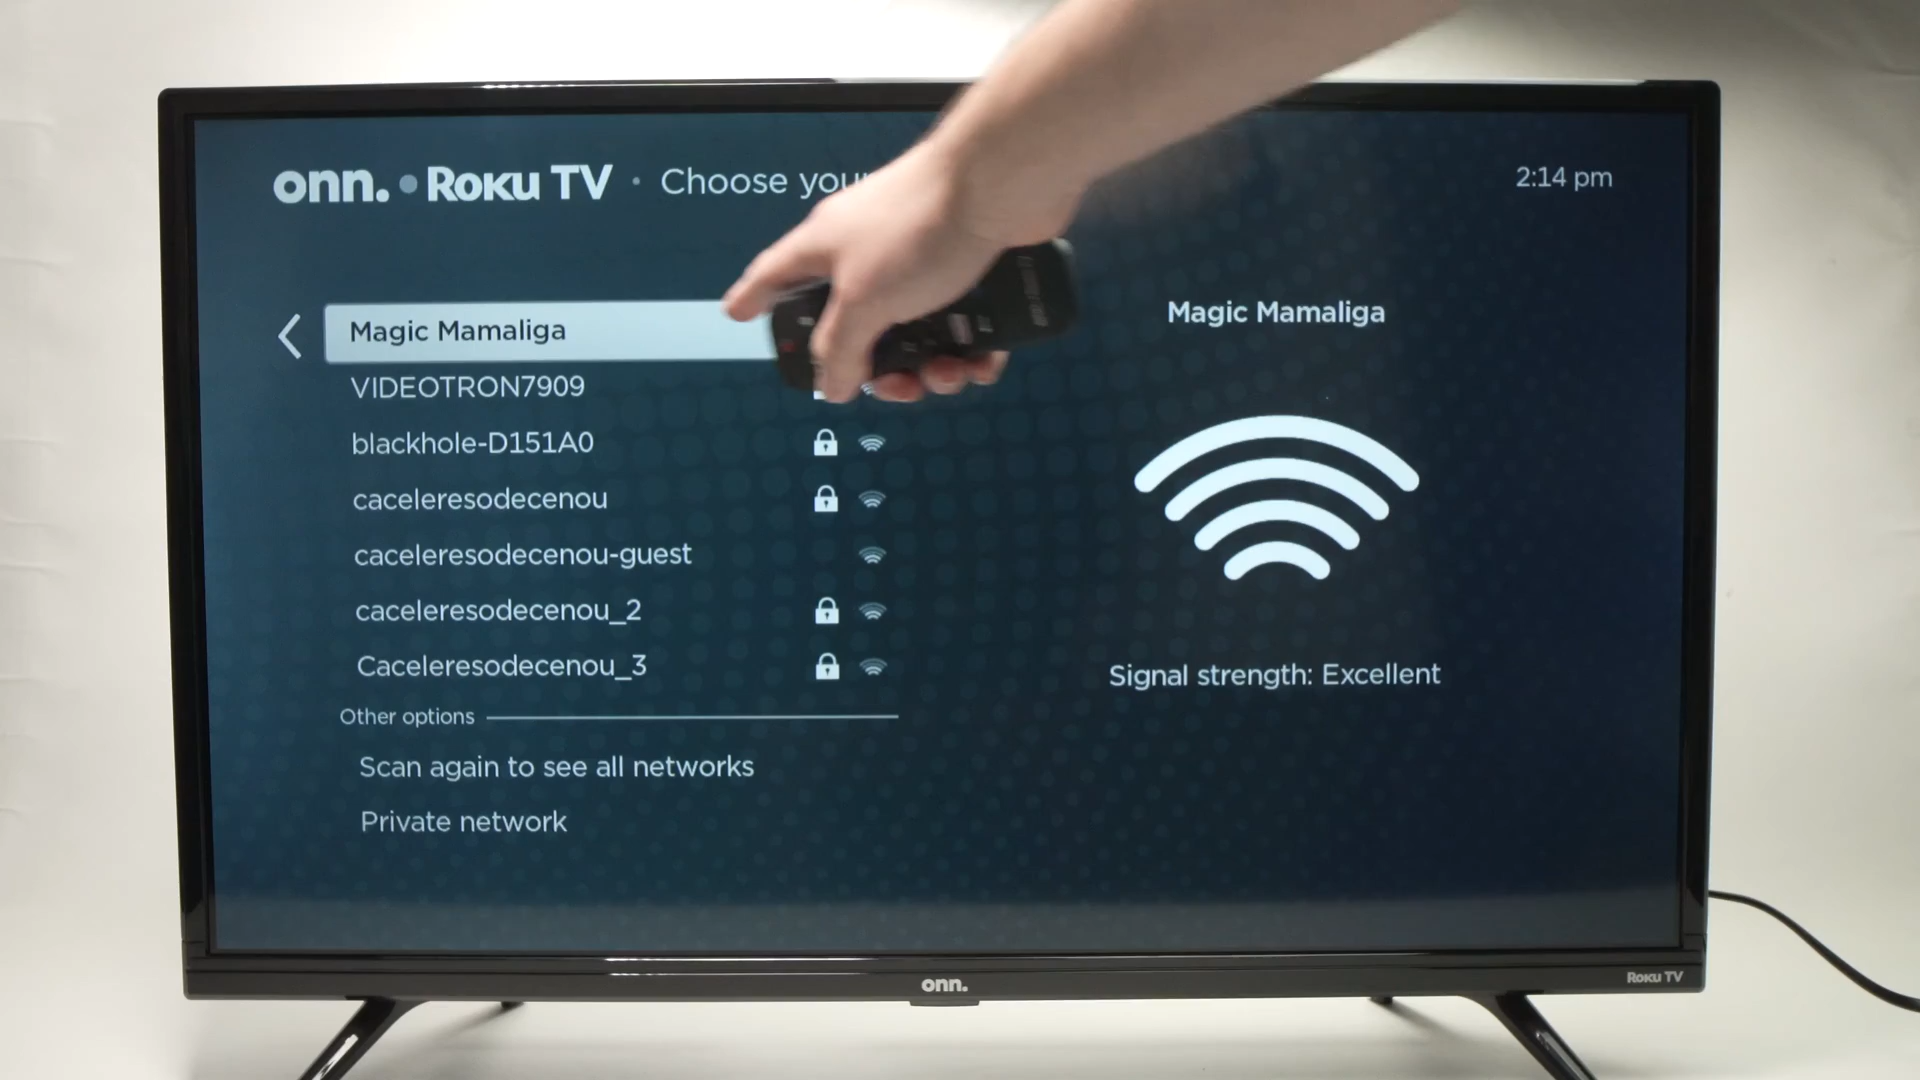 onn. • Roku TV • Choose your
2:14 pm
Magic Mamaliga
VIDEOTRON7909
blackhole-D151A0
caceleresodecenou
caceleresodecenou-guest
caceleresodecenou_2
Caceleresodecenou_3
Other options
Scan again to see all networks
Private network
Magic Mamaliga
Signal strength: Excellent
onn.
Roku TV